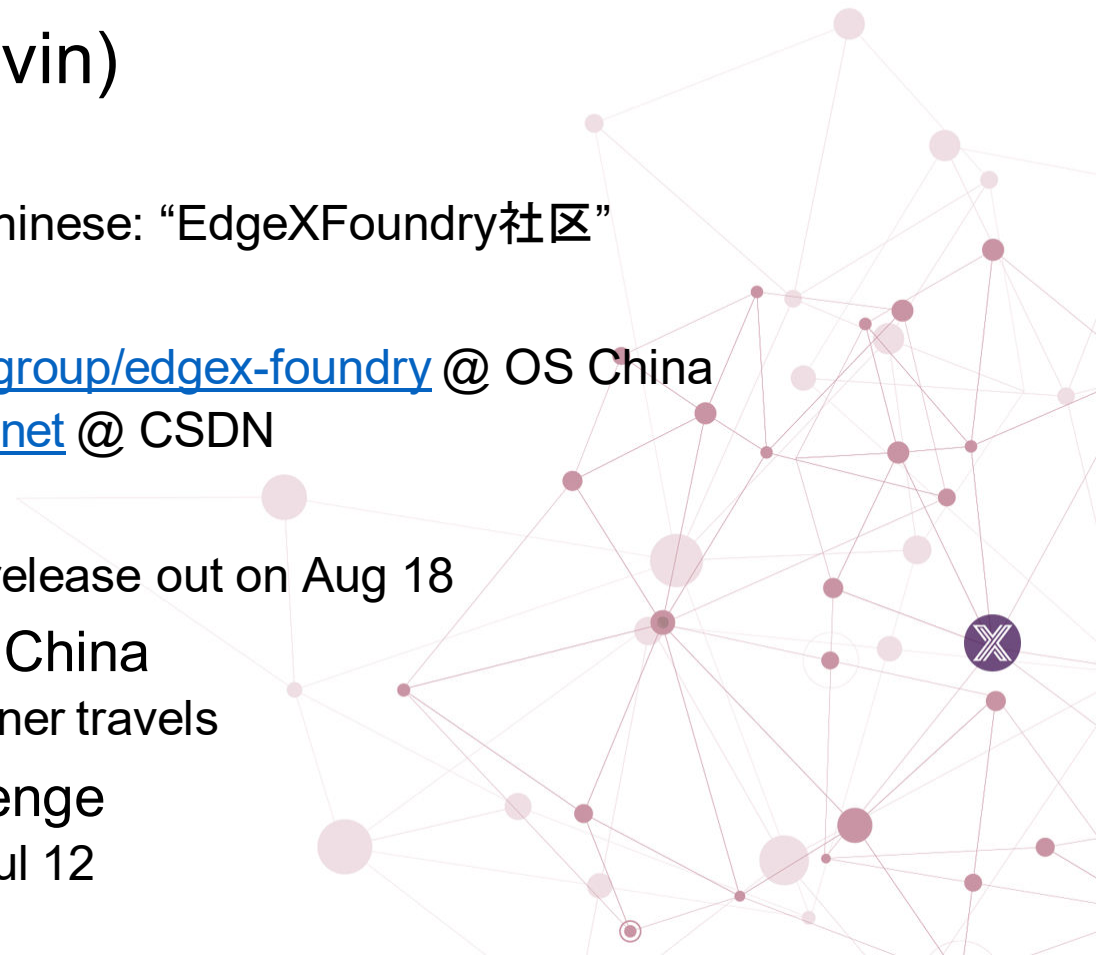 vin)
hinese: “EdgeXFoundry社区”
group/edgex-foundry @ OS China
net @ CSDN
elease out on Aug 18
China
ner travels
enge
ul 12